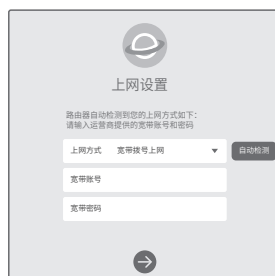 上网设置
路由器自动检测到您的上网方式如下：
请输入运营商提供的宽带账号和密码
上网方式 宽带拨号上网 自动检测
宽带账号
宽带密码